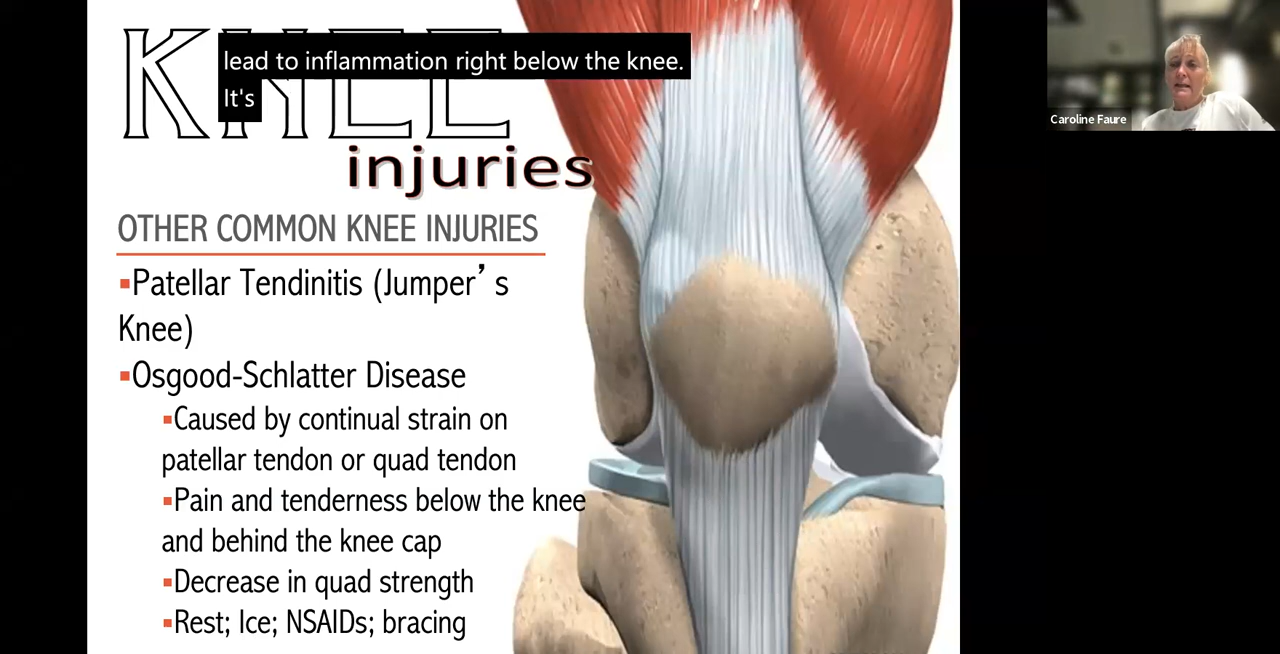 KNEE
lead to inflammation right below the knee.
It's
injuries
Caroline Faure
OTHER COMMON KNEE INJURIES
▪Patellar Tendinitis (Jumper’s
Knee)
▪Osgood-Schlatter Disease
▪Caused by continual strain on
patellar tendon or quad tendon
▪Pain and tenderness below the knee
and behind the knee cap
▪Decrease in quad strength
▪Rest; Ice; NSAIDs; bracing